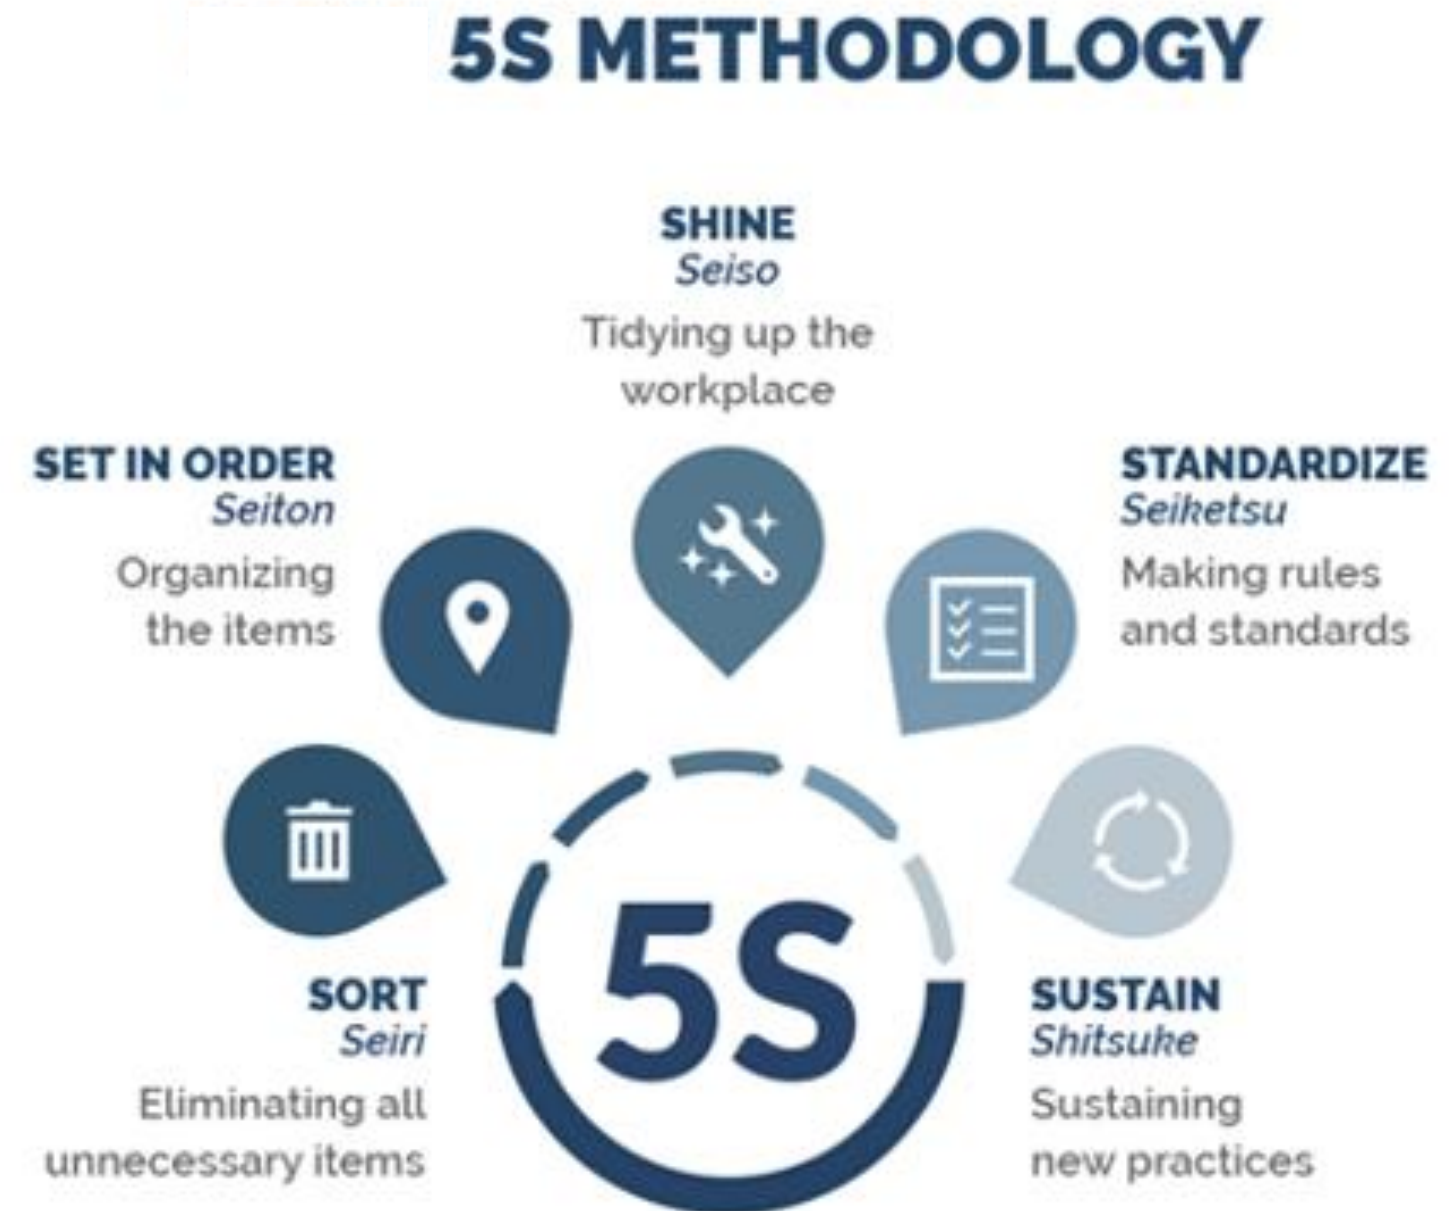 5S METHODOLOGY
SHINE
Seiso
Tidying up the
workplace
SET IN ORDER
Seiton
Organizing
the items
STANDARDIZE
Seiketsu
Making rules
and standards
SORT
Seiri
Eliminating all
unnecessary items
5S
SUSTAIN
Shitsuke
Sustaining
new practices